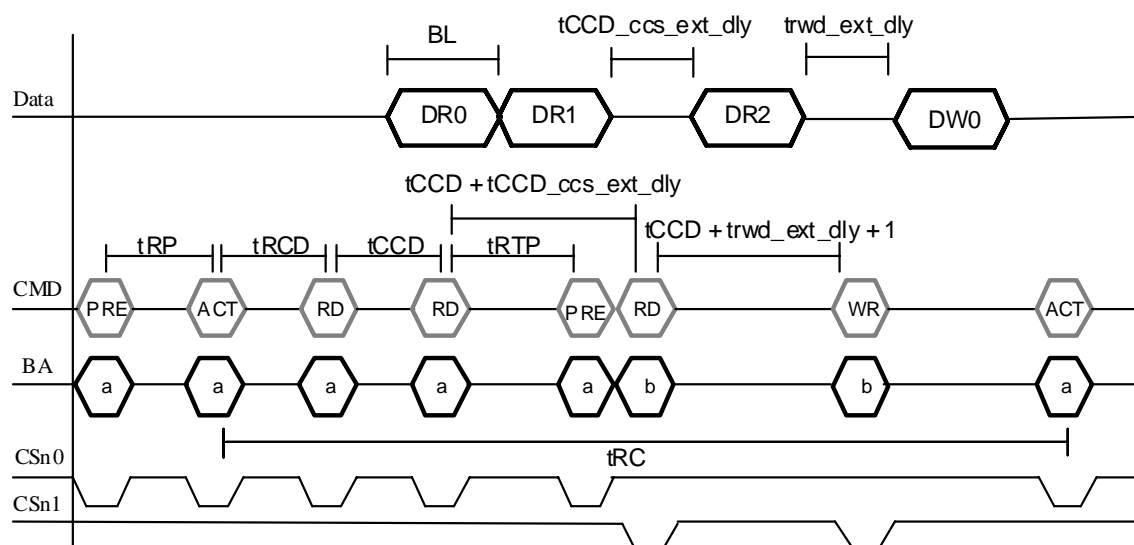 BL tCCD_ccs_ext_dly trwd_ext_dly
Data DR0 DR1 DR2 DW0
tCCD + tCCD_ccs_ext_dly
tRP tRCD tCCD tRTP tCCD + trwd_ext_dly + 1
CMD PRE ACT RD RD PRE RD WR ACT
BA a a a a a b b a
tRC
CSn0
CSn1